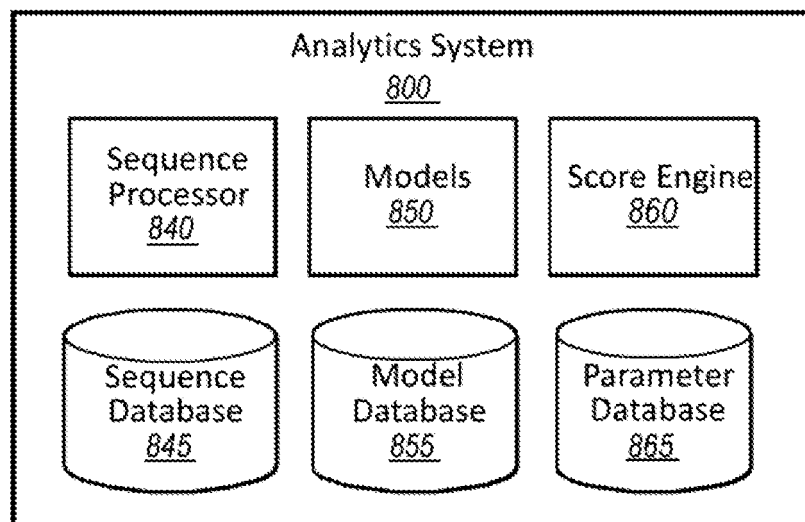 Analytics System
800
Sequence
Processor
840
Models
850
Score Engine
860
Sequence
Database
845
Model
Database
855
Parameter
Database
865